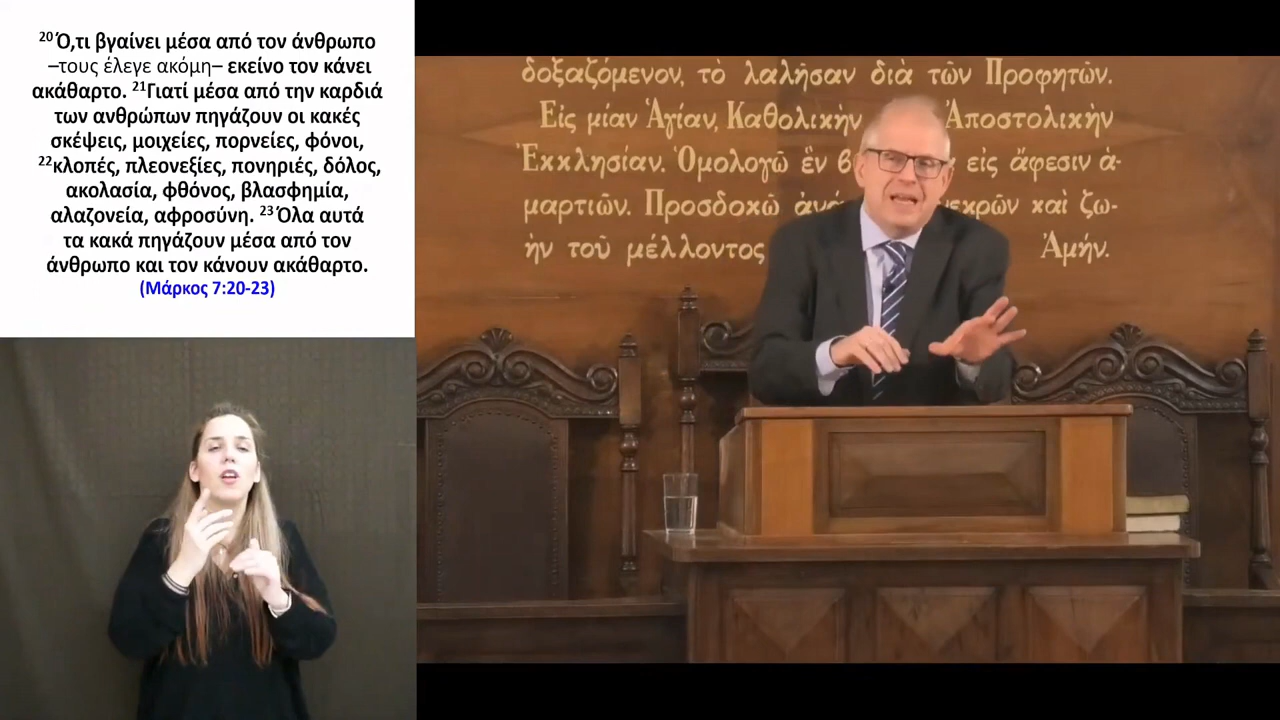 ²⁰Ό,τι βγαίνει μέσα από τον άνθρωπο
–τους έλεγε ακόμη– εκείνο τον κάνει
ακάθαρτο. ²¹Γιατί μέσα από την καρδιά
των ανθρώπων πηγάζουν οι κακές
σκέψεις, μοιχείες, πορνείες, φόνοι,
²²κλοπές, πλεονεξίες, πονηριές, δόλος,
ακολασία, φθόνος, βλασφημία,
αλαζονεία, αφροσύνη. ²³Όλα αυτά
τα κακά πηγάζουν μέσα από τον
άνθρωπο και τον κάνουν ακάθαρτο.
(Μάρκος 7:20-23)
δοξαζόμενον, τὸ λαλῆσαν διὰ τῶν Προφητῶν.
Εἰς μίαν Ἁγίαν, Καθολικὴν Ἀποστολικὴν
Ἐκκλησίαν. Ὁμολογῶ ἓν εἰς ἄφεσιν ἁ-
μαρτιῶν. Προσδοκῶ καὶ ζω-
ὴν τοῦ μέλλοντος Ἀμήν.